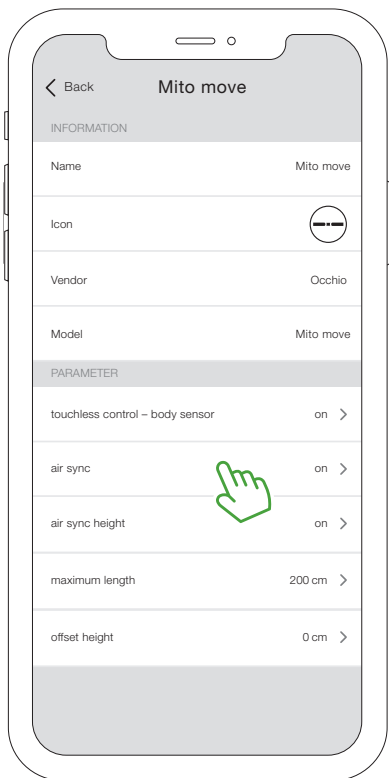 Back Mito move
INFORMATION
Name Mito move
Icon
Vendor Occhio
Model Mito move
PARAMETER
touchless control – body sensor on
air sync on
air sync height on
maximum length 200 cm
offset height 0 cm